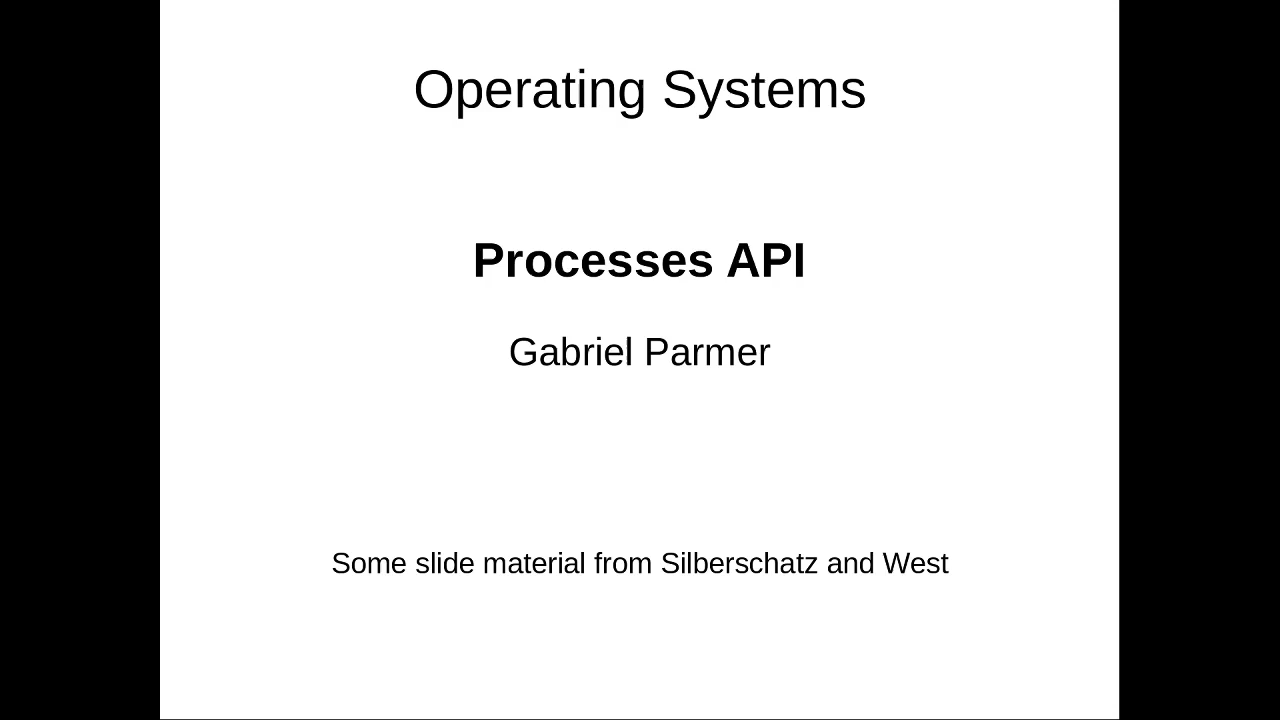 Operating Systems
Processes API
Gabriel Parmer
Some slide material from Silberschatz and West